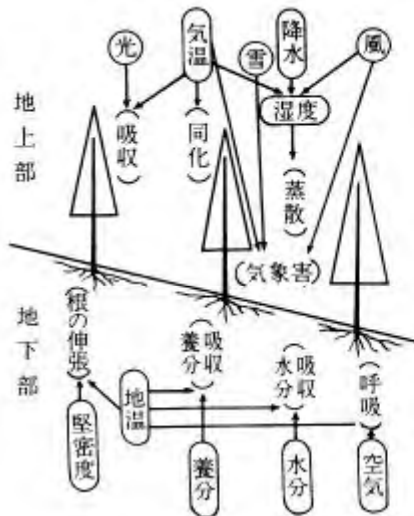 光
気温
雪
降水
風
湿度
地上部
(吸収)
(同化)
(蒸散)
(気象害)
地下部
(根の伸張)
(養分吸収)
(水分吸収)
(呼吸)
地温
堅密度
養分
水分
空気